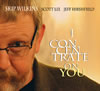 SKIP WILKINS SCOTT LEE JEFF HIRSHFIELD
I
CON
CEN
TRATE
ON
YOU